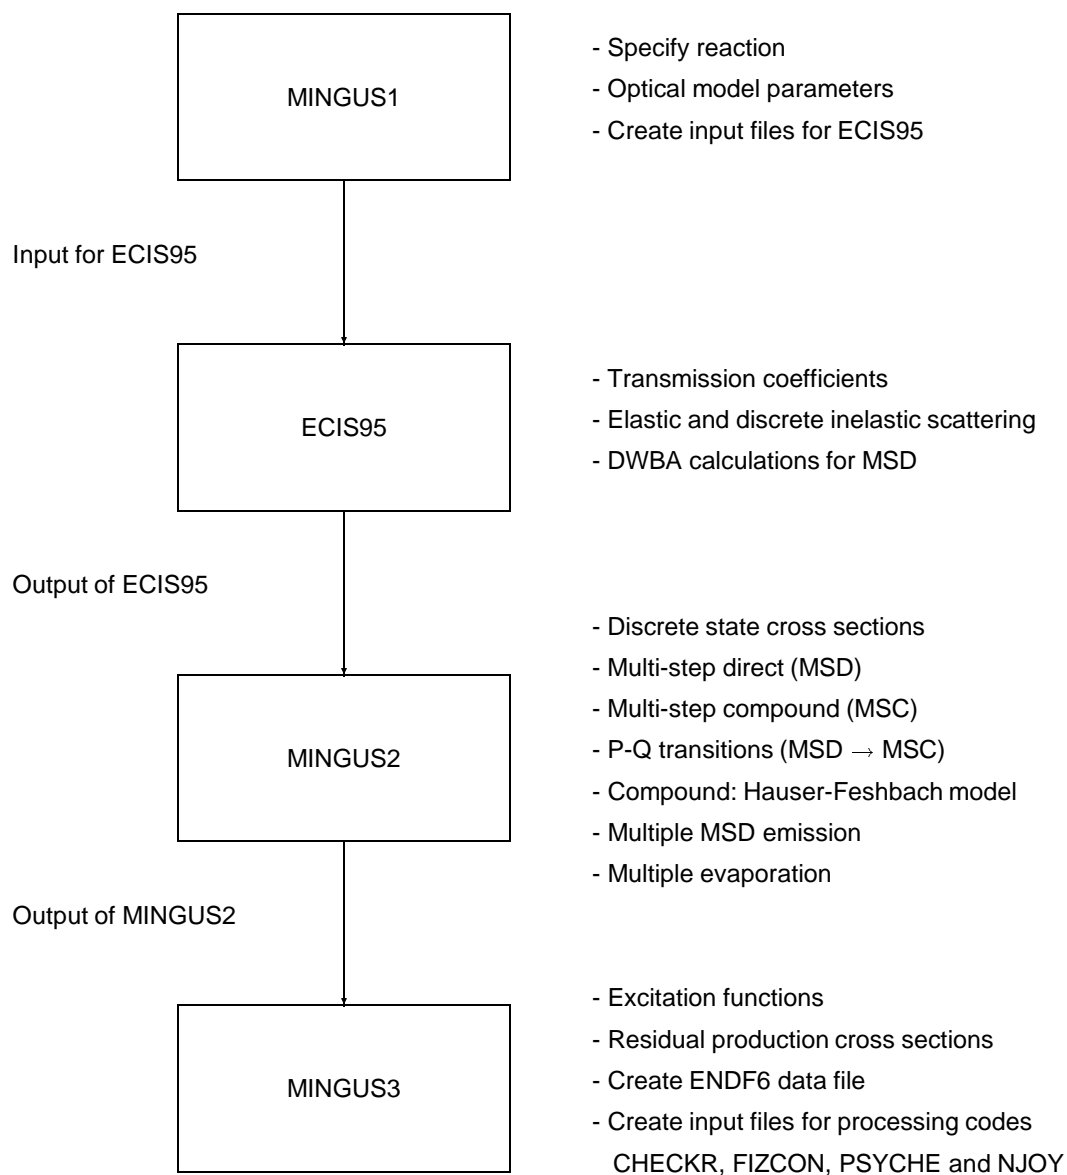 MINGUS1
- Specify reaction
- Optical model parameters
- Create input files for ECIS95
Input for ECIS95
ECIS95
- Transmission coefficients
- Elastic and discrete inelastic scattering
- DWBA calculations for MSD
Output of ECIS95
MINGUS2
- Discrete state cross sections
- Multi-step direct (MSD)
- Multi-step compound (MSC)
- P-Q transitions (MSD → MSC)
- Compound: Hauser-Feshbach model
- Multiple MSD emission
- Multiple evaporation
Output of MINGUS2
MINGUS3
- Excitation functions
- Residual production cross sections
- Create ENDF6 data file
- Create input files for processing codes
CHECKR, FIZCON, PSYCHE and NJOY